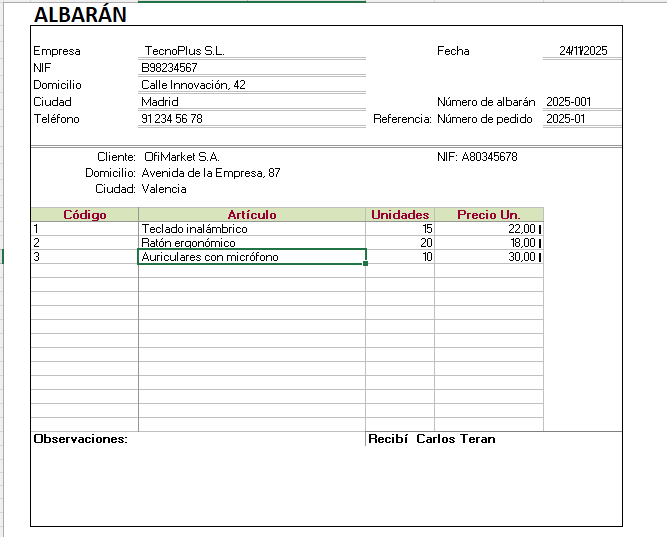 ALBARÁN
Empresa TecnoPlus S.L. Fecha 24/11/2025
NIF B98234567
Domicilio Calle Innovación, 42
Ciudad Madrid Número de albarán 2025-001
Teléfono 91 234 56 78 Referencia: Número de pedido 2025-01
Cliente: OfiMarket S.A. NIF: A80345678
Domicilio: Avenida de la Empresa, 87
Ciudad: Valencia
Código Artículo Unidades Precio Un.
1 Teclado inalámbrico 15 22,00
2 Ratón ergonómico 20 18,00
3 Auriculares con micrófono 10 30,00
Observaciones: Recibí Carlos Teran